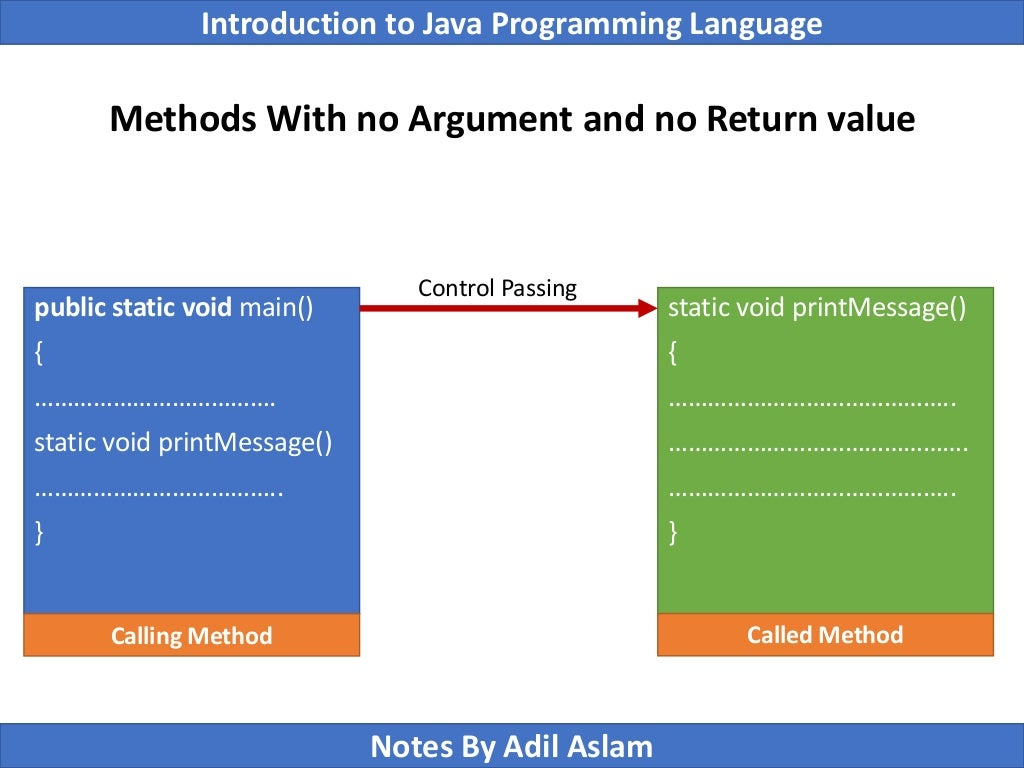 Introduction to Java Programming Language
Methods With no Argument and no Return value
Control Passing
public static void main()
{
……………………………….
static void printMessage()
………………………………..
}
Calling Method
static void printMessage()
{
……………………………………..
……………………………………….
……………………………………..
}
Called Method
Notes By Adil Aslam